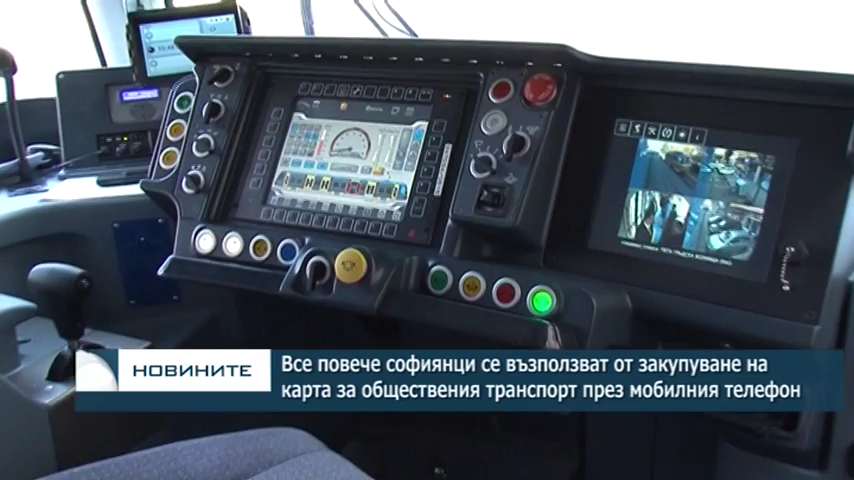 НОВИНИТЕ
Все повече софиянци се възползват от закупуване на
карта за обществения транспорт през мобилния телефон